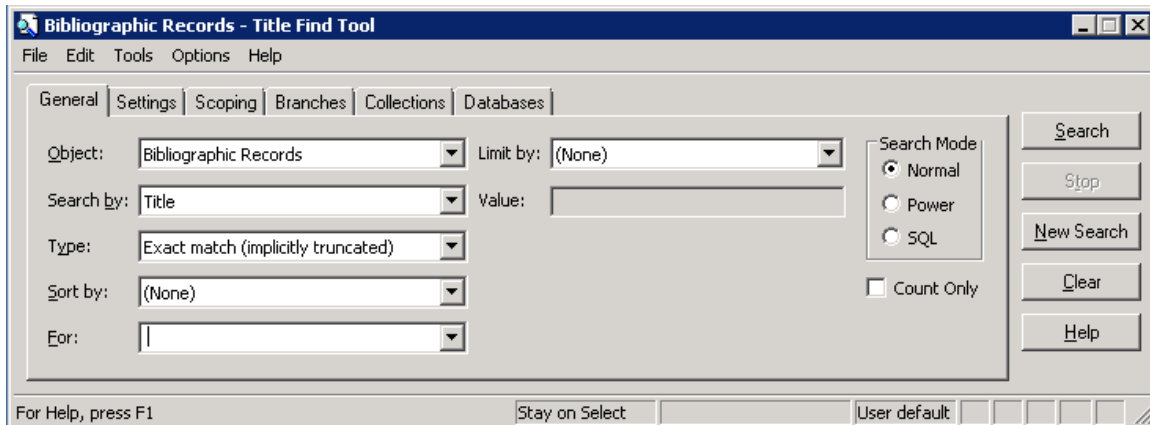 Bibliographic Records - Title Find Tool
File Edit Tools Options Help
General Settings Scoping Branches Collections Databases
Object: Bibliographic Records Limit by: (None) Search Mode
Search by: Title Value: Normal
Type: Exact match (implicitly truncated) Power
SQL
Sort by: (None) Count Only
For:
Search
Stop
New Search
Clear
Help
For Help, press F1 Stay on Select User default